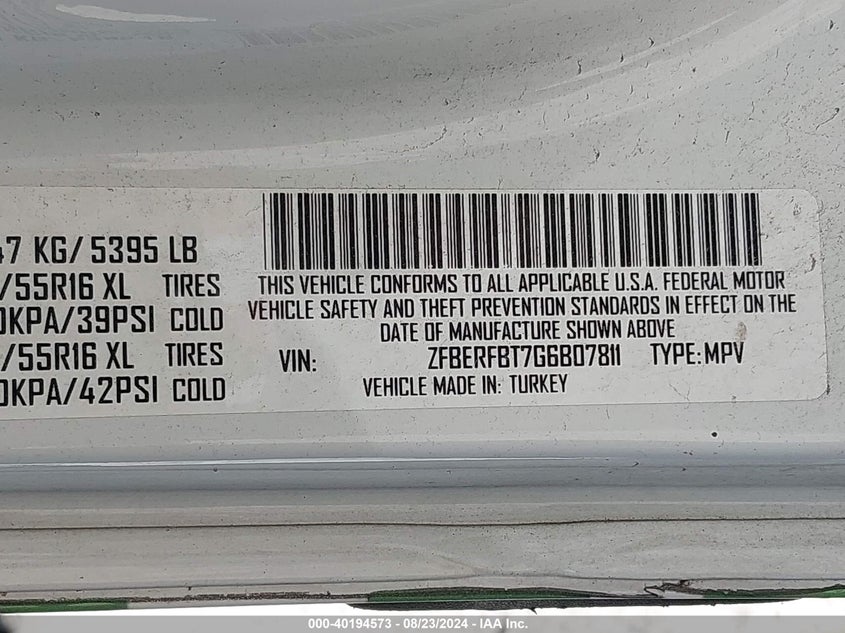 47 KG/ 5395 LB
/55R16 XL TIRES
0KPA/39PSI COLD
/55R16 XL TIRES
0KPA/42PSI COLD
THIS VEHICLE CONFORMS TO ALL APPLICABLE U.S.A. FEDERAL MOTOR
VEHICLE SAFETY AND THEFT PREVENTION STANDARDS IN EFFECT ON THE
DATE OF MANUFACTURE SHOWN ABOVE
VIN: ZFBERFBT7G6B07811 TYPE:MPV
VEHICLE MADE IN: TURKEY
000-40194573 - 08/23/2024 - IAA Inc.